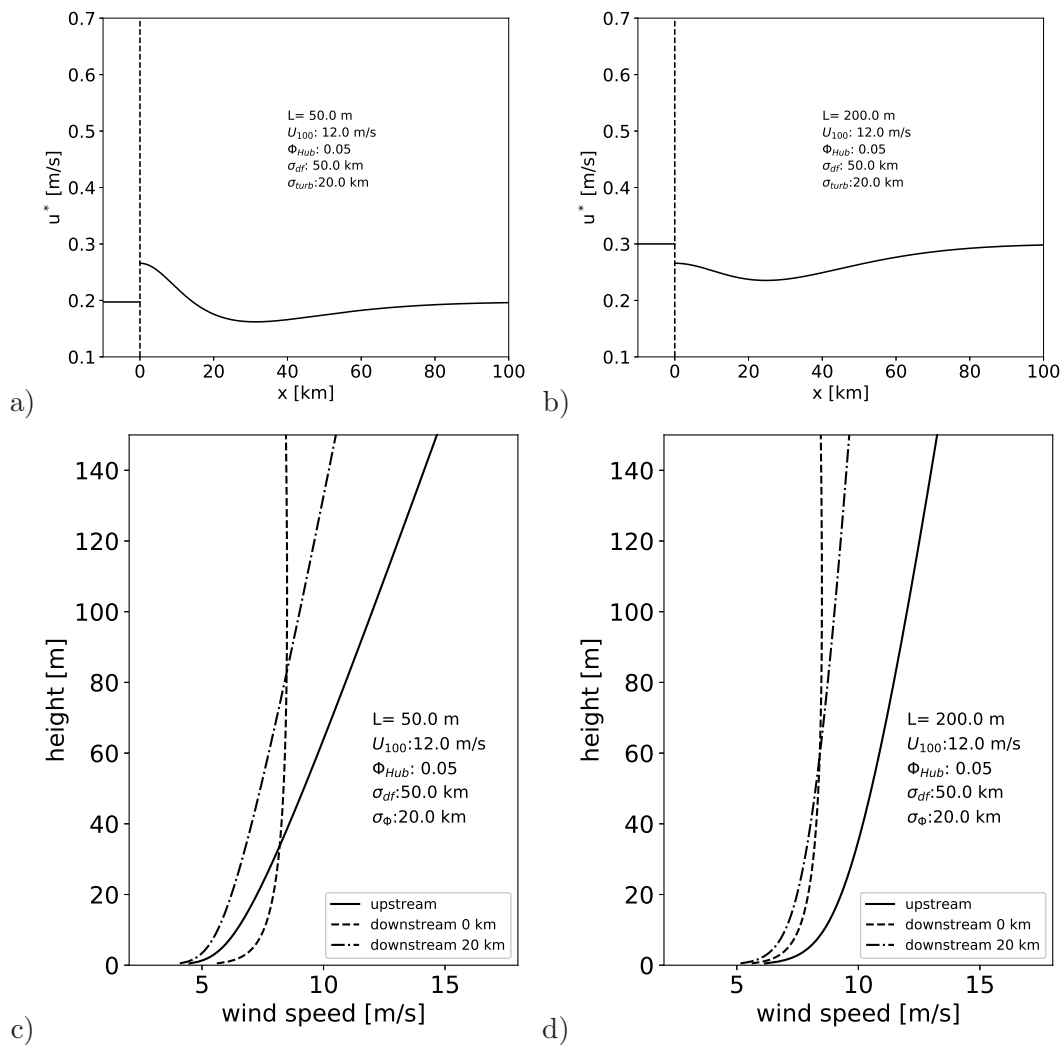 0.7
0.6
0.5
0.4
0.3
0.2
0.1
u* [m/s]
L= 50.0 m
U100: 12.0 m/s
ΦHub: 0.05
σdf: 50.0 km
σturb:20.0 km
0 20 40 60 80 100
x [km]
a)
0.7
0.6
0.5
0.4
0.3
0.2
0.1
u* [m/s]
L= 200.0 m
U100: 12.0 m/s
ΦHub: 0.05
σdf: 50.0 km
σturb:20.0 km
0 20 40 60 80 100
x [km]
b)
140
120
100
80
60
40
20
0
height [m]
L= 50.0 m
U100:12.0 m/s
ΦHub: 0.05
σdf:50.0 km
σΦ:20.0 km
upstream
downstream 0 km
downstream 20 km
5 10 15
wind speed [m/s]
c)
140
120
100
80
60
40
20
0
height [m]
L= 200.0 m
U100:12.0 m/s
ΦHub: 0.05
σdf:50.0 km
σΦ:20.0 km
upstream
downstream 0 km
downstream 20 km
5 10 15
wind speed [m/s]
d)